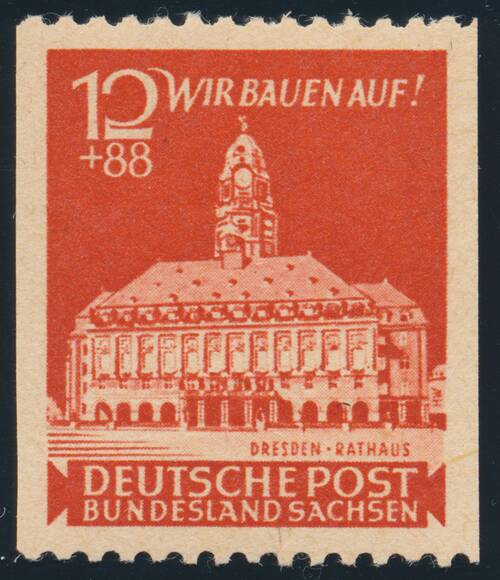 12 WIR BAUEN AUF!
+88
DRESDEN · RATHAUS
DEUTSCHE POST
BUNDESLAND SACHSEN